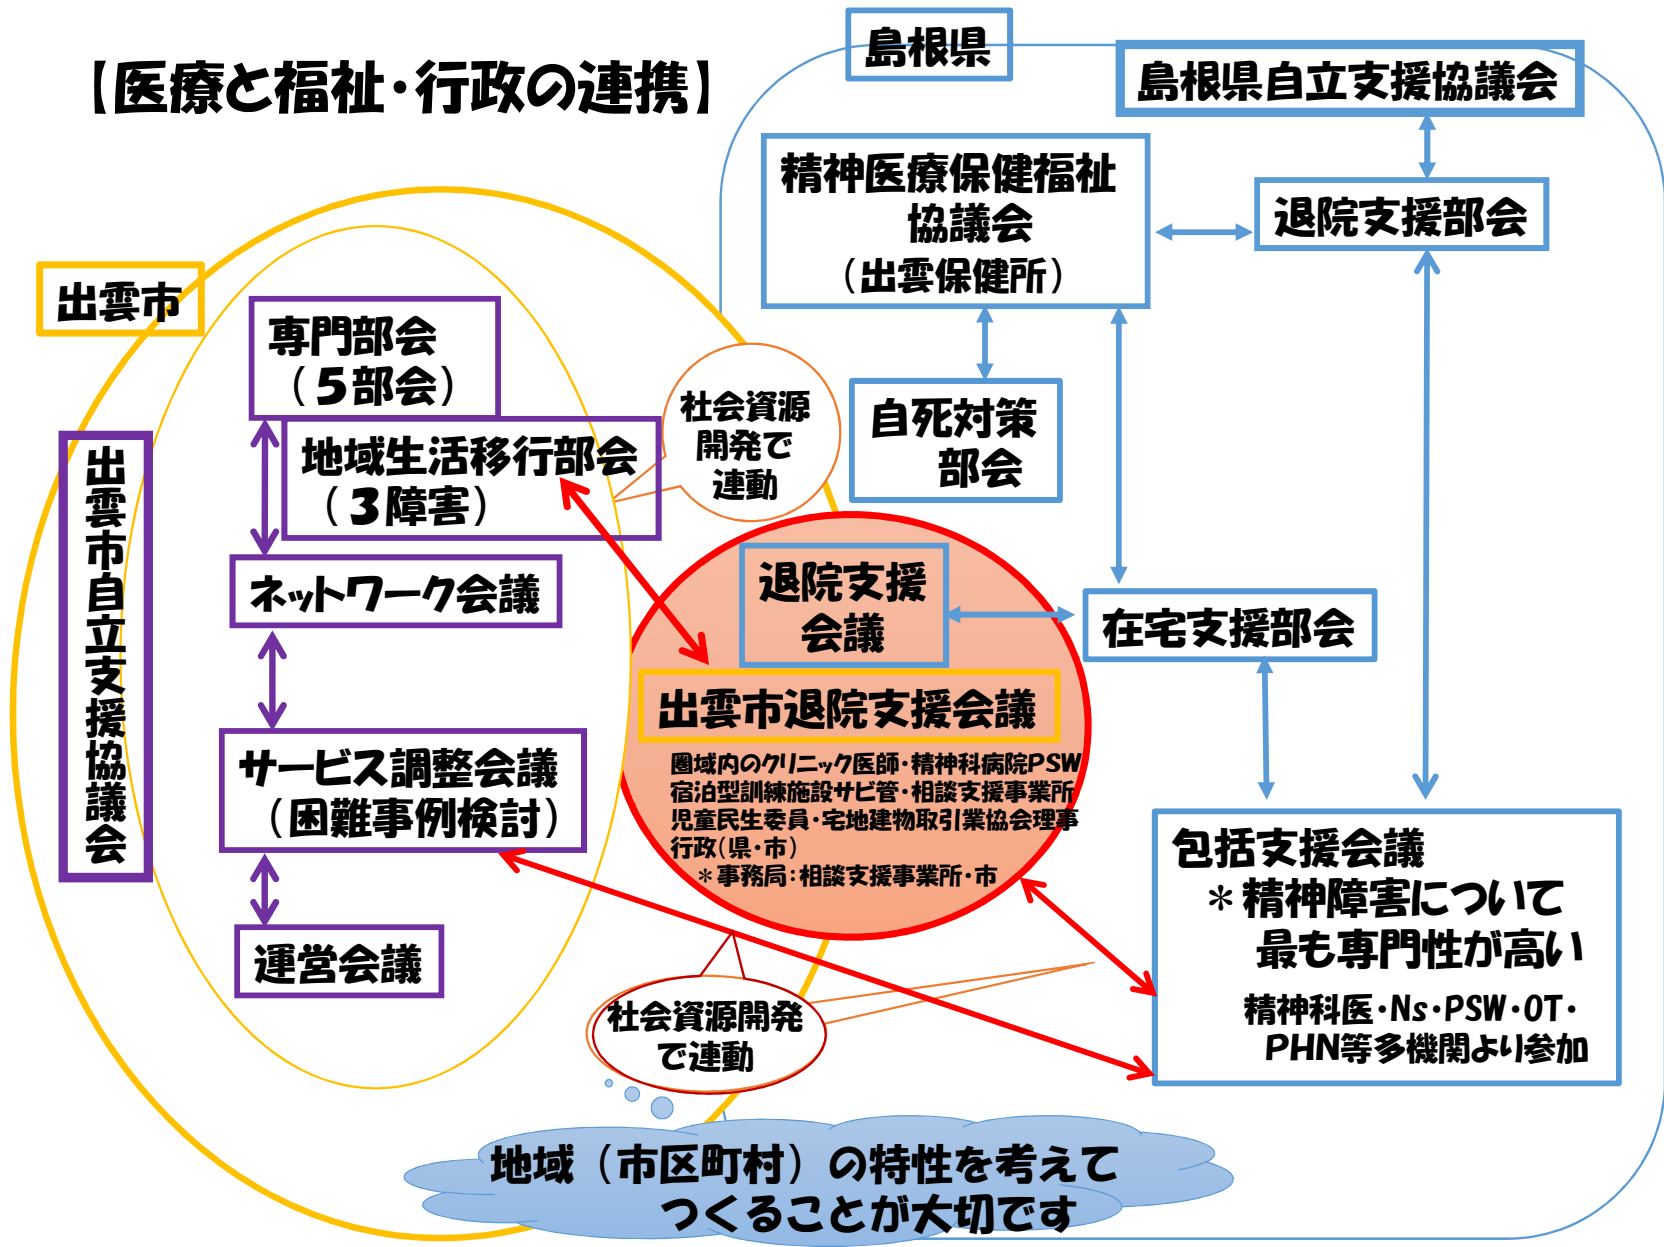 【医療と福祉・行政の連携】
島根県
島根県自立支援協議会
精神医療保健福祉
協議会
（出雲保健所）
退院支援部会
出雲市
専門部会
（５部会）
地域生活移行部会
（３障害）
社会資源
開発で
連動
自死対策
部会
出雲市自立支援協議会
ネットワーク会議
退院支援
会議
在宅支援部会
出雲市退院支援会議
圏域内のクリニック医師・精神科病院PSW
宿泊型訓練施設サビ管・相談支援事業所
児童民生委員・宅地建物取引業協会理事
行政（県・市）
＊事務局：相談支援事業所・市
サービス調整会議
（困難事例検討）
運営会議
包括支援会議
＊精神障害について
最も専門性が高い
精神科医・Ns・PSW・OT・
PHN等多機関より参加
社会資源開発
で連動
地域（市区町村）の特性を考えて
つくることが大切です